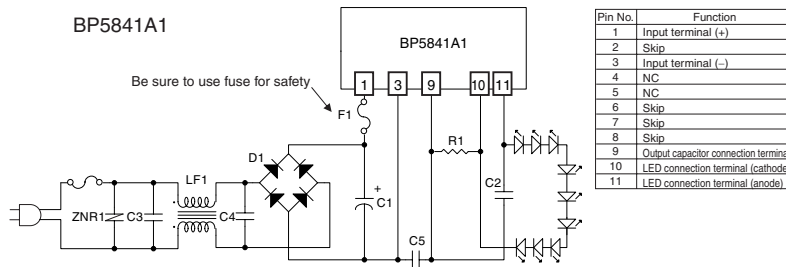 BP5841A1
BP5841A1
1
3
9
10
11
Be sure to use fuse for safety
F1
R1
D1
+
C1
C2
LF1
ZNR1
C3
C4
C5
Pin No. Function
1 Input terminal (+)
2 Skip
3 Input terminal (−)
4 NC
5 NC
6 Skip
7 Skip
8 Skip
9 Output capacitor connection termina
10 LED connection terminal (cathode
11 LED connection terminal (anode)